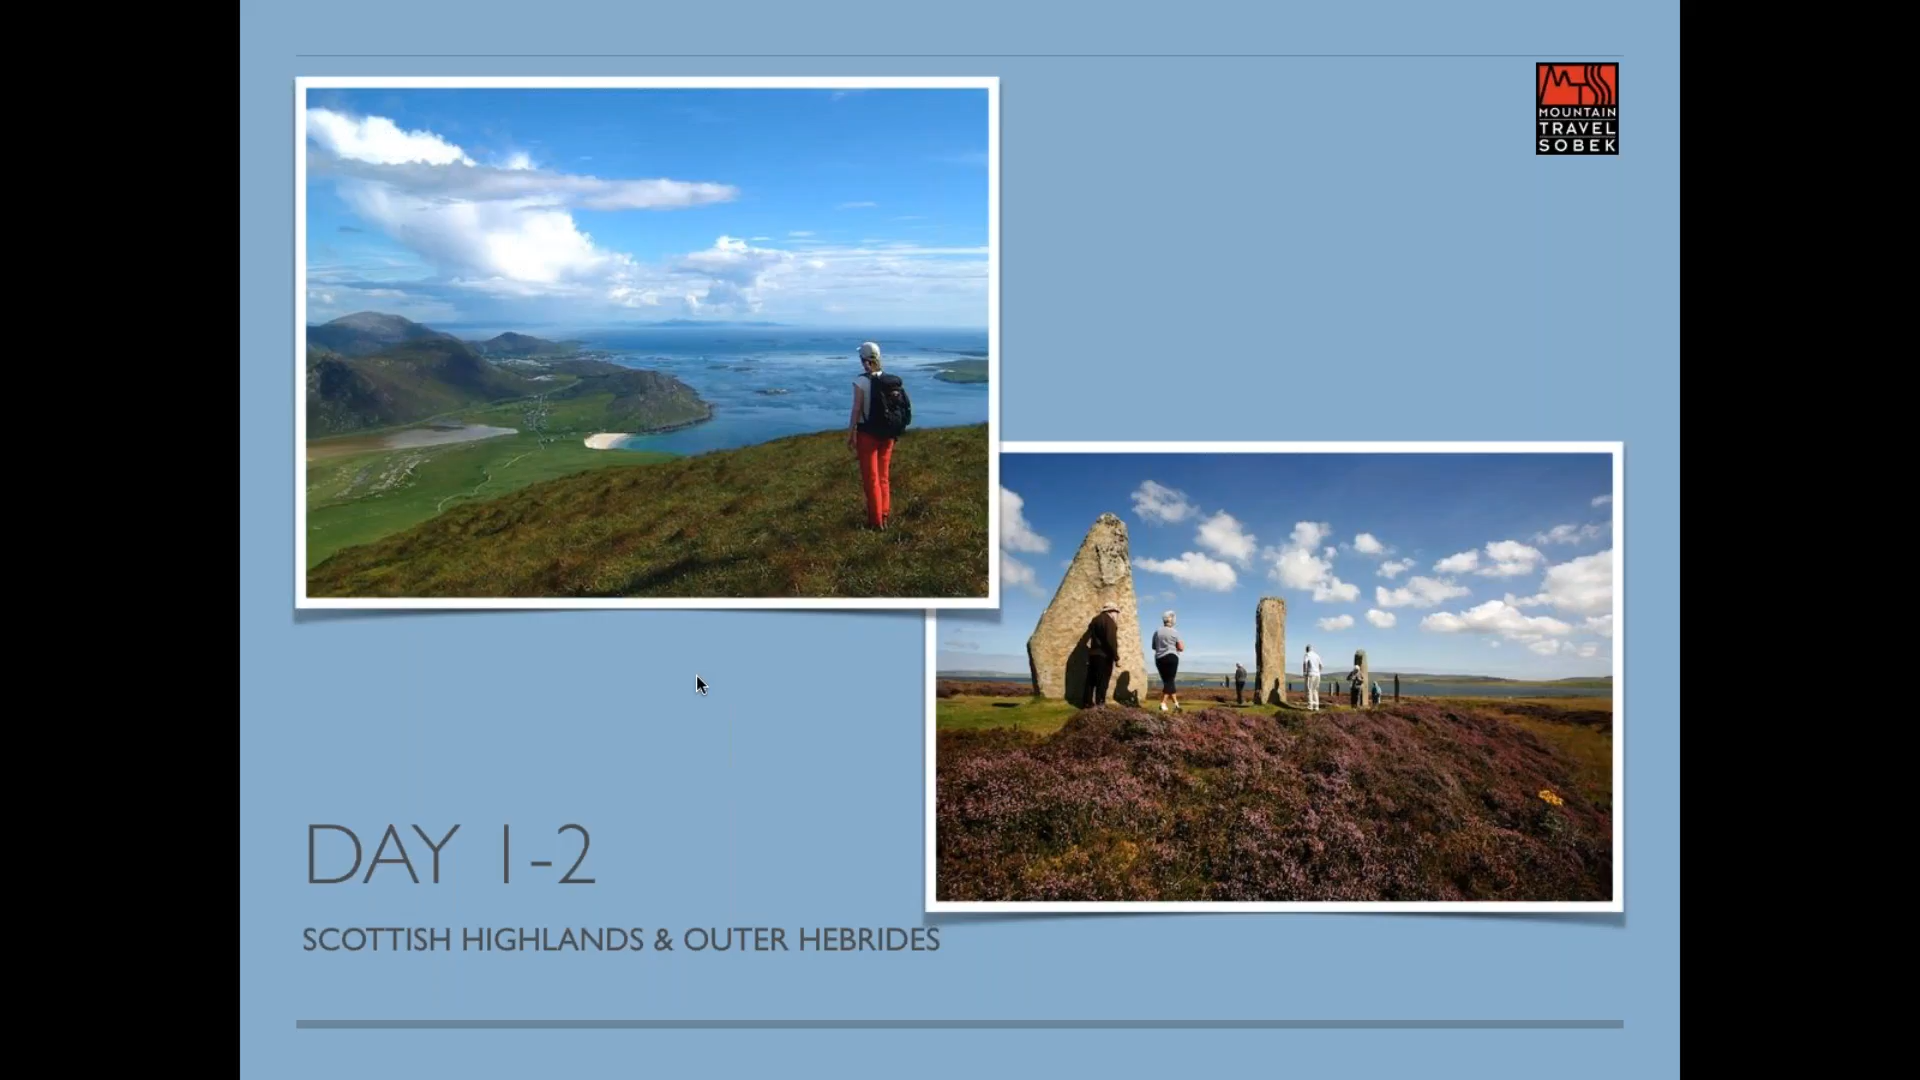 MOUNTAIN
TRAVEL
SOBEK
DAY 1-2
SCOTTISH HIGHLANDS & OUTER HEBRIDES